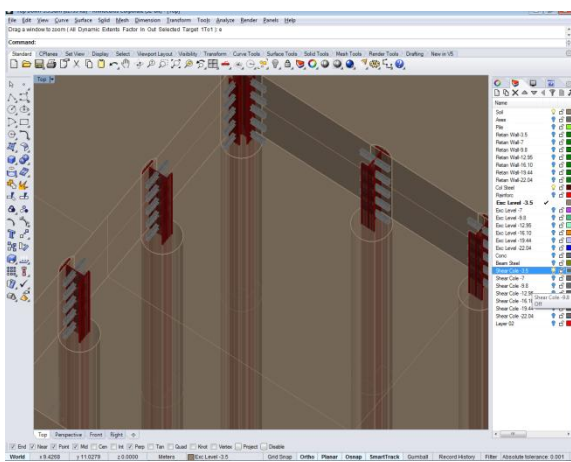 File Edit View Curve Surface Solid Mesh Dimension Transform Tools Analyze Render Panels Help
Drag a window to zoom ( All Dynamic Extents Factor In Out Selected Target 1To1 ): e
Command:
Standard CPlanes Set View Display Select Viewport Layout Visibility Transform Curve Tools Surface Tools Solid Tools Mesh Tools Render Tools Drafting New in V5
Top
Name
Soil
Axes
Pile
Retain Wall-3.5
Retain Wall-7
Retain Wall-9.8
Retain Wall-12.95
Retain Wall-16.10
Retain Wall-19.44
Retain Wall-22.04
Col Steel
Reinforc
Exc Level -3.5
Exc Level -7
Exc Level -9.8
Exc Level -12.95
Exc Level -16.10
Exc Level -19.44
Exc Level -22.04
Conc
Beam Steel
Shear Cole -3.5
Shear Cole -7
Shear Cole -9.8
Shear Cole -12.95
Shear Cole -9.8
Shear Cole -16.10
Off
Shear Cole -19.44
Shear Cole -22.04
Layer 02
Top Perspective Front Right
End Near Point Mid Cen Int Perp Tan Quad Knot Vertex Project Disable
World x 9.4258 y 11.0279 z 0.0000 Meters Exc Level -3.5 Grid Snap Ortho Planar Osnap SmartTrack Gumball Record History Filter Absolute tolerance: 0.001